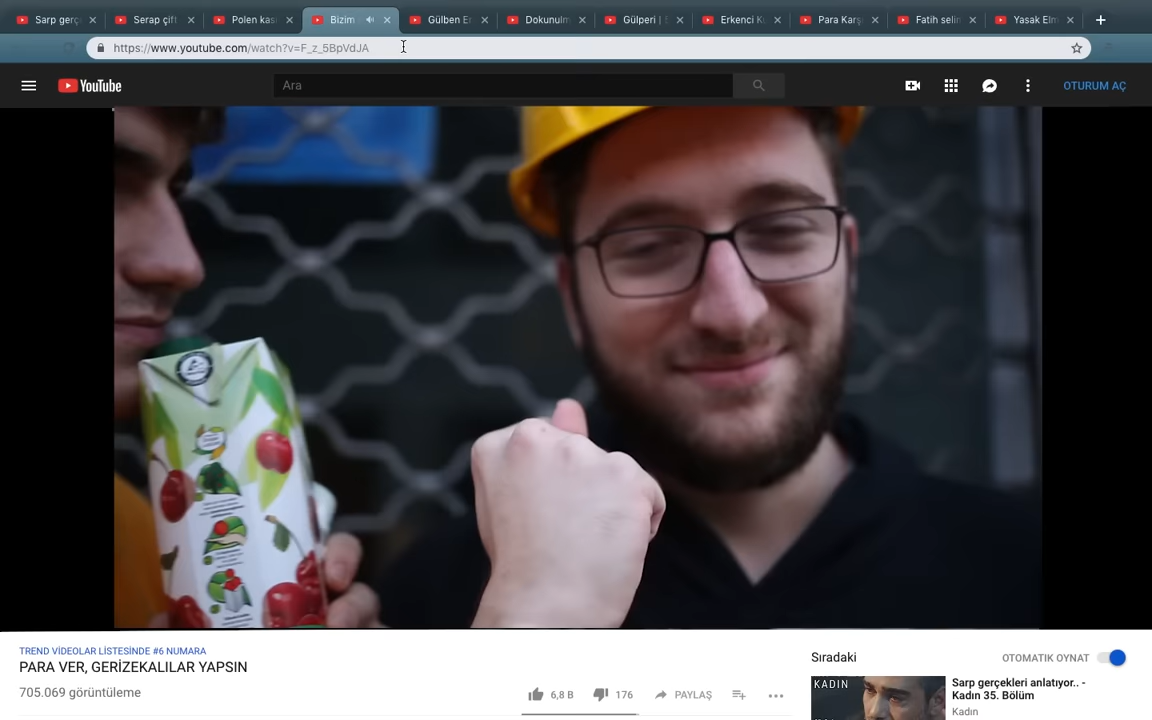 Sarp gerç
Serap çift
Polen kas
Bizim
Gülben E
Dokunulm
Gülperi |
Erkenci K
Para Karş
Fatih selin
Yasak Elm
https://www.youtube.com/watch?v=F_z_5BpVdJA
YouTube
Ara
OTURUM AÇ
TREND VİDEOLAR LİSTESİNDE #6 NUMARA
PARA VER, GERİZEKALILAR YAPSIN
705.069 görüntüleme
6,8 B
176
PAYLAŞ
Sıradaki
OTOMATIK OYNAT
KADIN
Sarp gerçekleri anlatıyor.. -
Kadın 35. Bölüm
Kadın